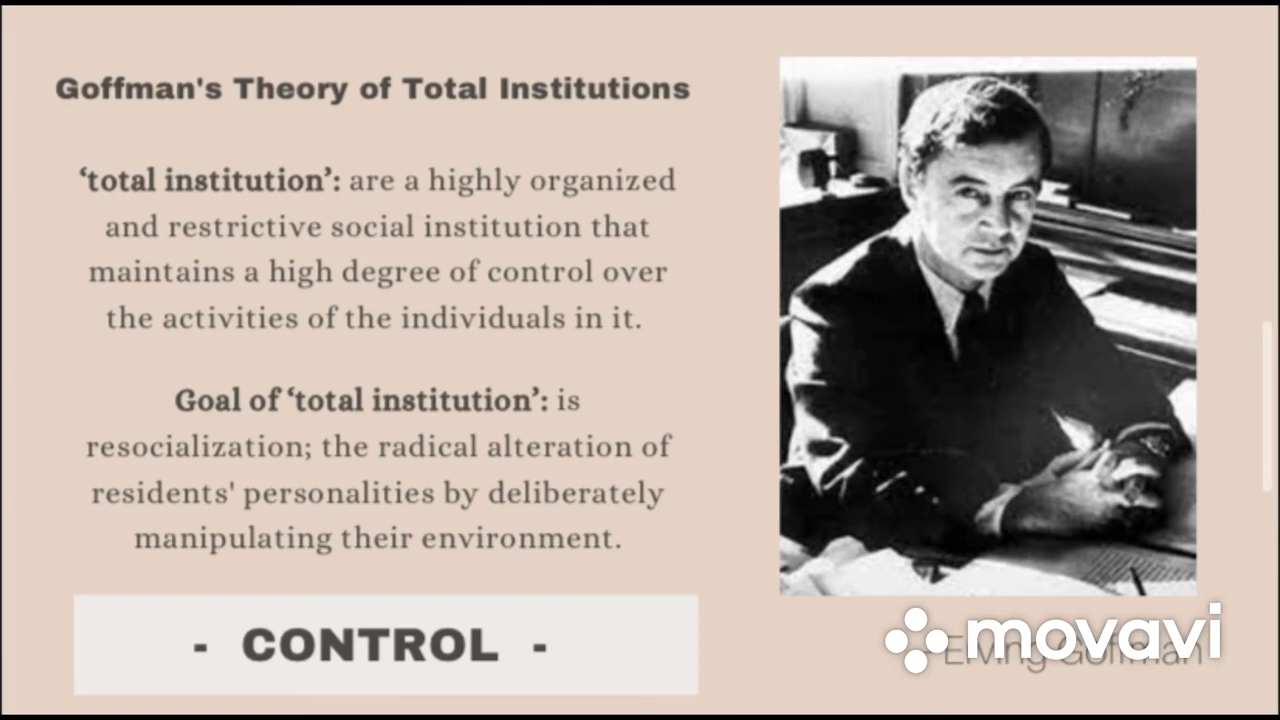 Goffman's Theory of Total Institutions
‘total institution’: are a highly organized
and restrictive social institution that
maintains a high degree of control over
the activities of the individuals in it.
Goal of ‘total institution’: is
resocialization; the radical alteration of
residents' personalities by deliberately
manipulating their environment.
- CONTROL -
movavi
Goffman